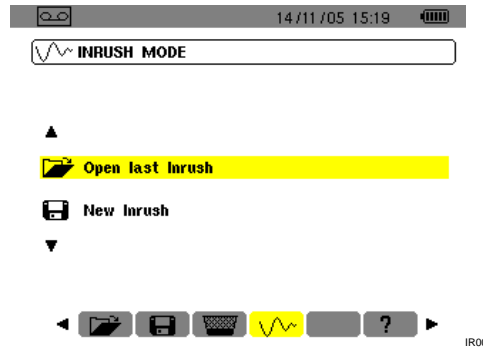 14/11/05 15:19
INRUSH MODE
Open last Inrush
New Inrush
?